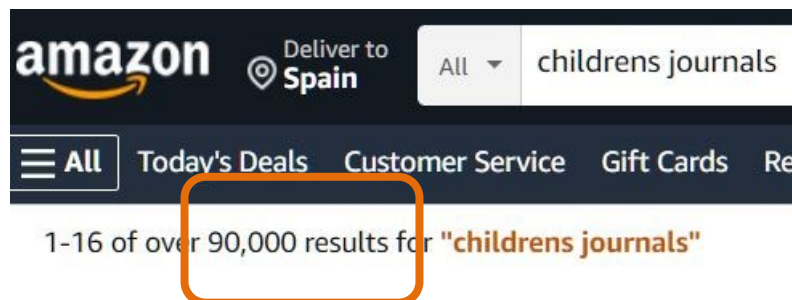 amazon
Deliver to
Spain
All
childrens journals
All Today's Deals Customer Service Gift Cards Re
1-16 of over 90,000 results for "childrens journals"